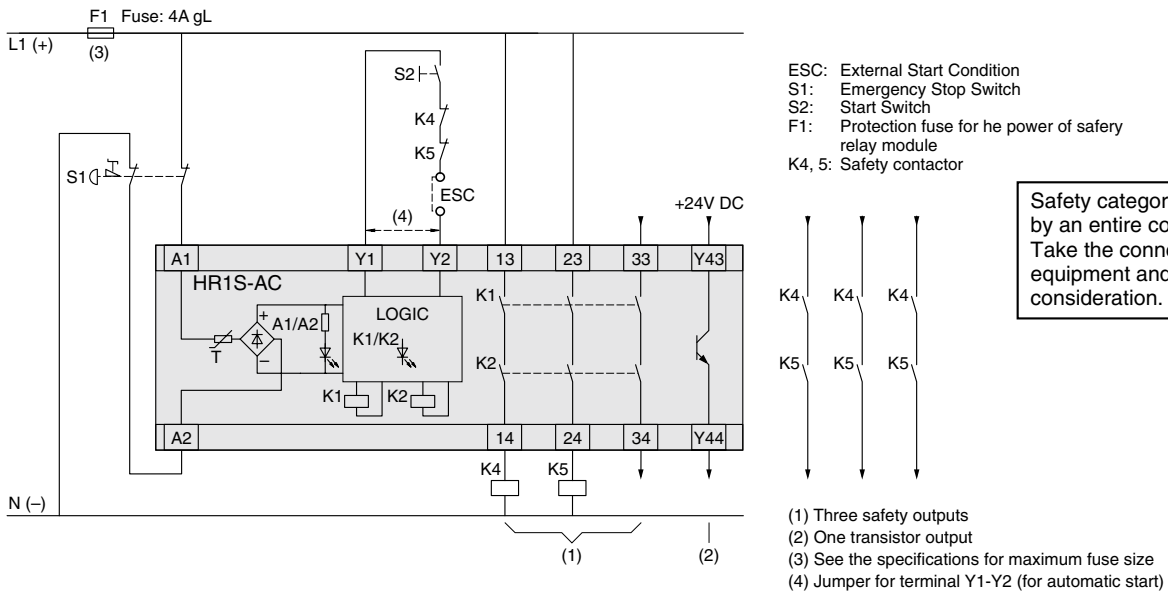 F1 Fuse: 4A gL
L1 (+)
(3)
S2
K4
K5
ESC
S1
(4)
+24V DC
A1 Y1 Y2 13 23 33 Y43
HR1S-AC
LOGIC
A1/A2
K1/K2
+
−
T
K1 K2
K1
K2
A2 14 24 34 Y44
K4 K5
N (–)
(1) (2)
ESC: External Start Condition
S1: Emergency Stop Switch
S2: Start Switch
F1: Protection fuse for he power of safery
relay module
K4, 5: Safety contactor
Safety categor
by an entire co
Take the conne
equipment and
consideration.
K4 K4 K4
K5 K5 K5
(1) Three safety outputs
(2) One transistor output
(3) See the specifications for maximum fuse size
(4) Jumper for terminal Y1-Y2 (for automatic start)